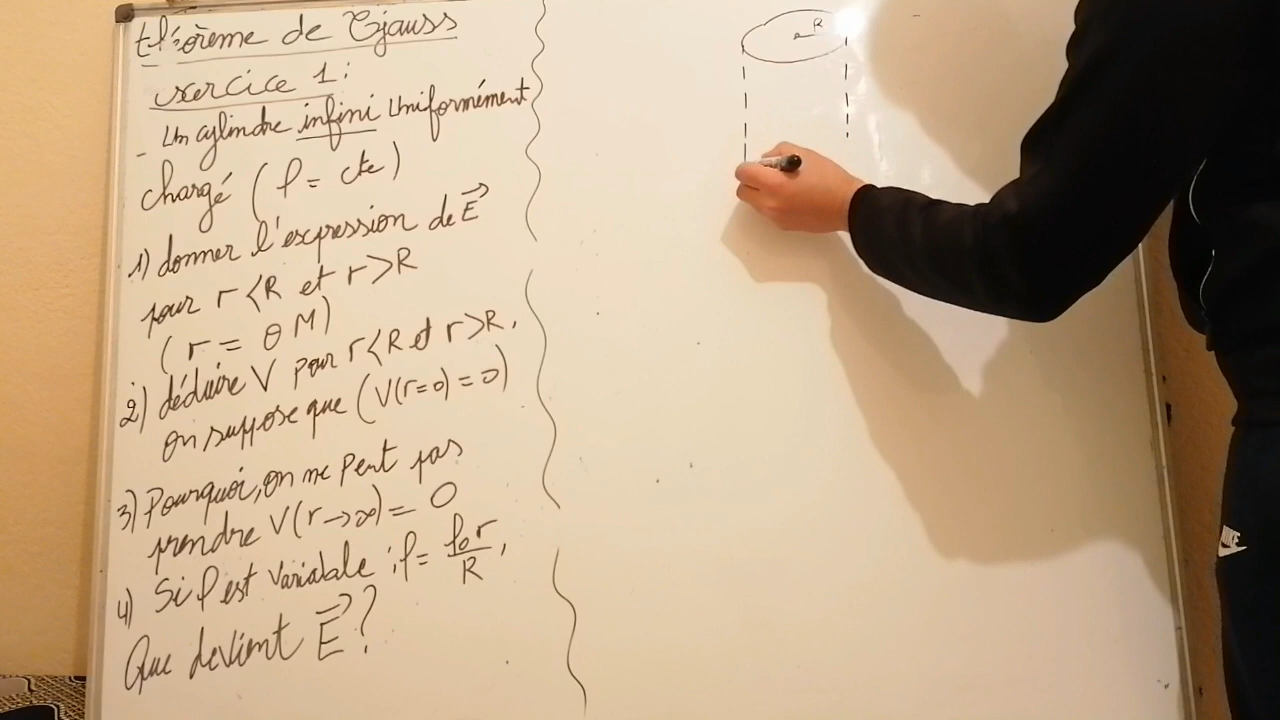 théorème de Gauss
exercice 1 :
- Un cylindre infini Uniformément
chargé ( ρ = cte )
1) donner l'expression de E⃗
pour r < R et r > R
( r = OM )
2) déduire V pour r < R et r > R,
on suppose que ( V(r=0) = 0 )
3) Pourquoi, on ne peut pas
prendre V(r→∞) = 0
4) Si ρ est variable ; ρ = ρ₀r/R ,
Que devient E⃗ ?
R
NIKE